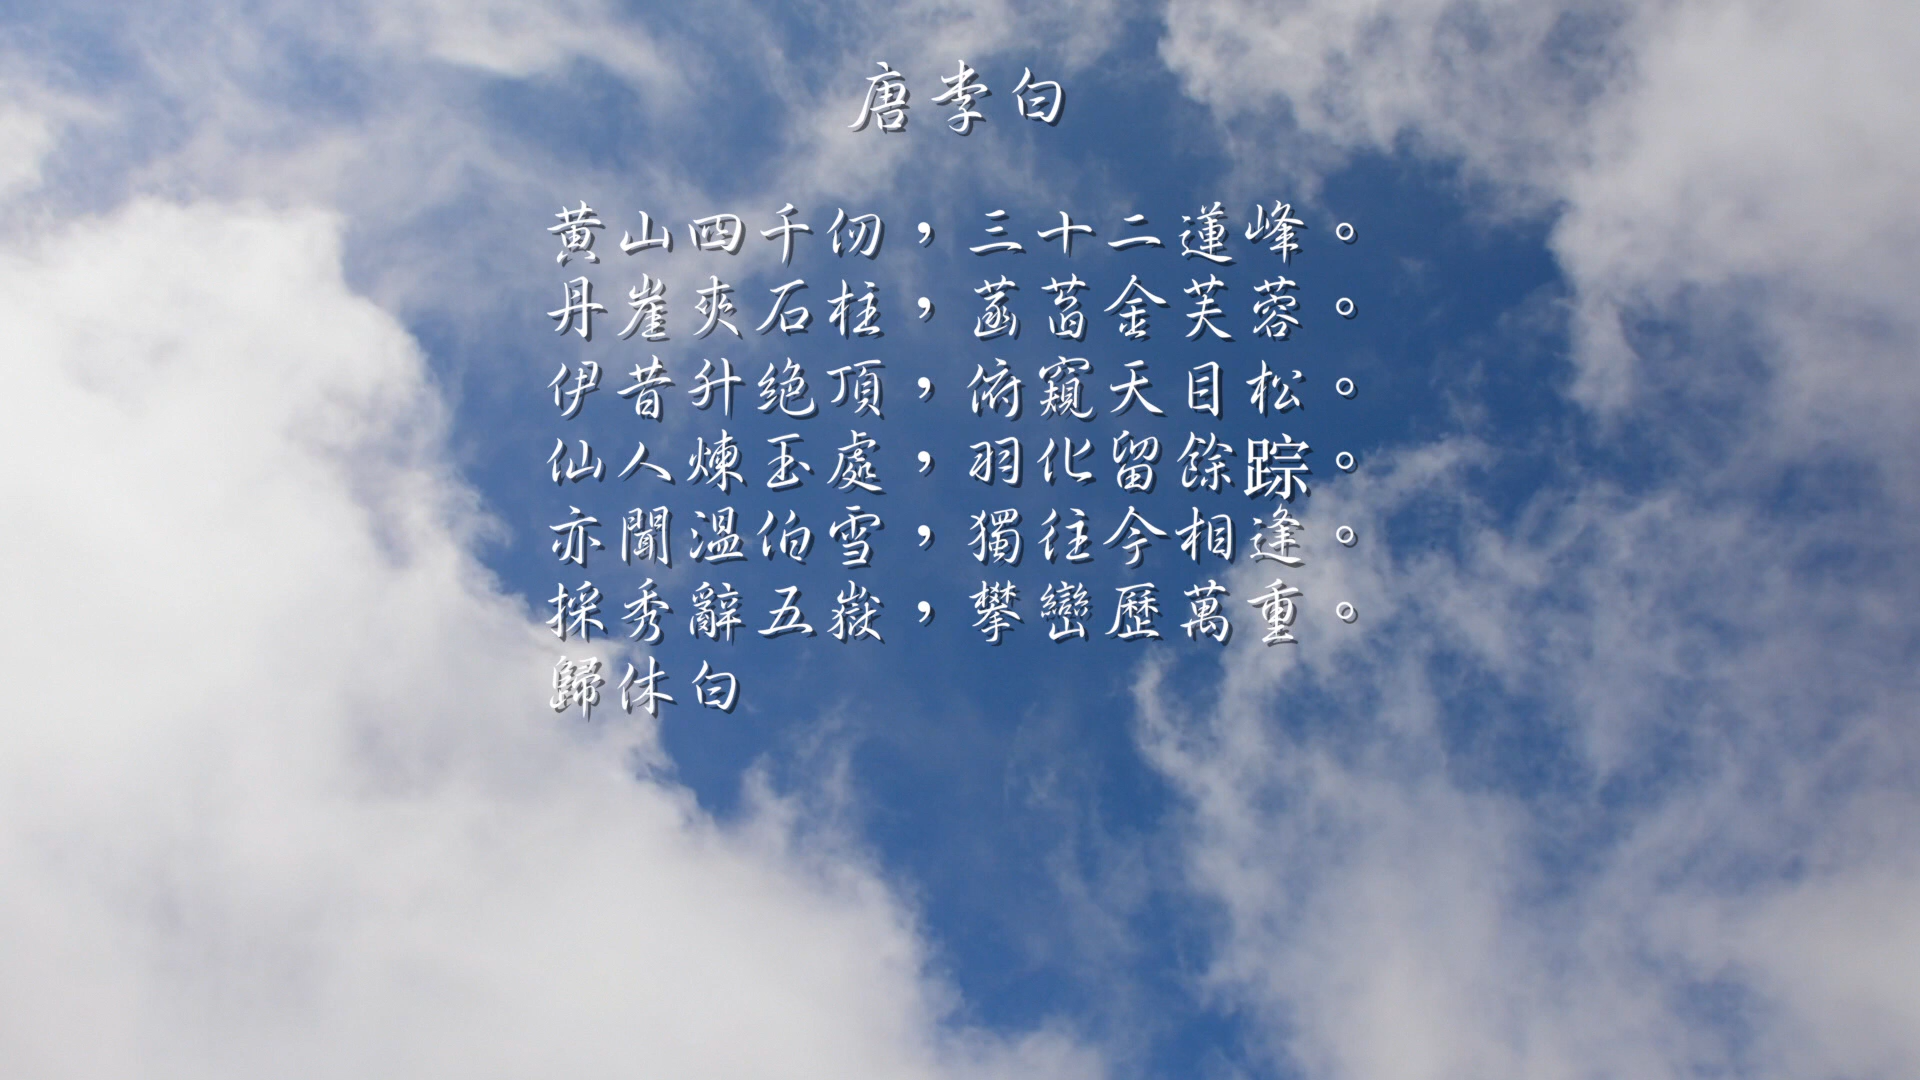 唐李白
黃山四千仞，三十二蓮峰。
丹崖夾石柱，菡萏金芙蓉。
伊昔升絕頂，俯窺天目松。
仙人煉玉處，羽化留餘踪。
亦聞溫伯雪，獨往今相逢。
採秀辭五嶽，攀巒歷萬重。
歸休白